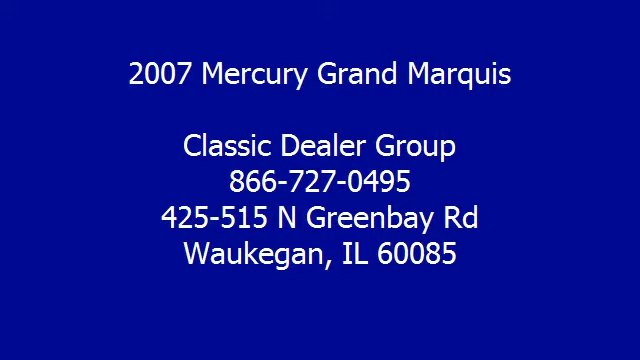 2007 Mercury Grand Marquis
Classic Dealer Group
866-727-0495
425-515 N Greenbay Rd
Waukegan, IL 60085